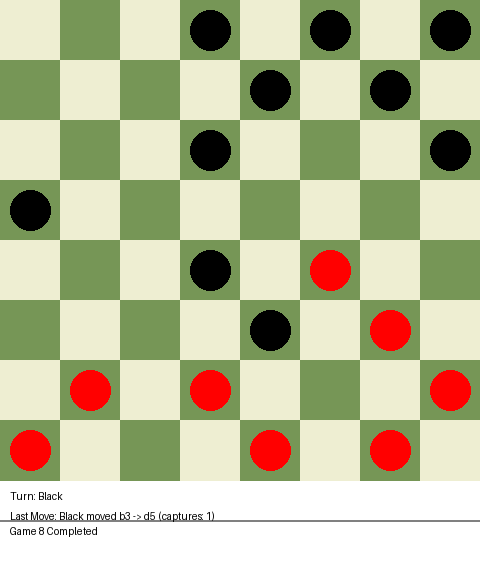 Turn: Black
Last Move: Black moved b3 -> d5 (captures: 1)
Game 8 Completed